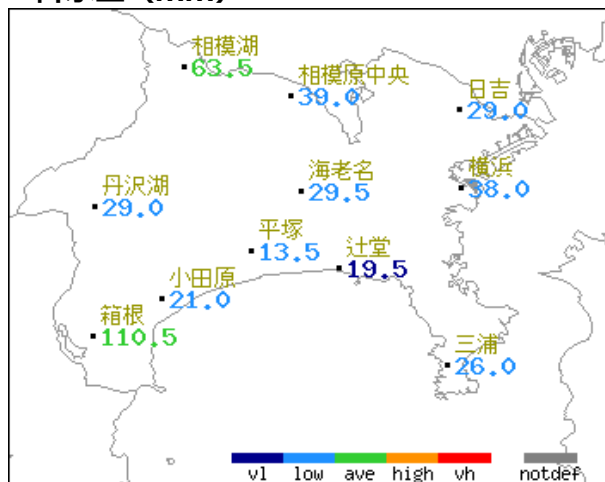 相模湖
63.5
相模原中央
39.0
日吉
29.0
丹沢湖
29.0
海老名
29.5
横浜
38.0
平塚
13.5
辻堂
19.5
小田原
21.0
箱根
110.5
三浦
26.0
vl low ave high vh notdef